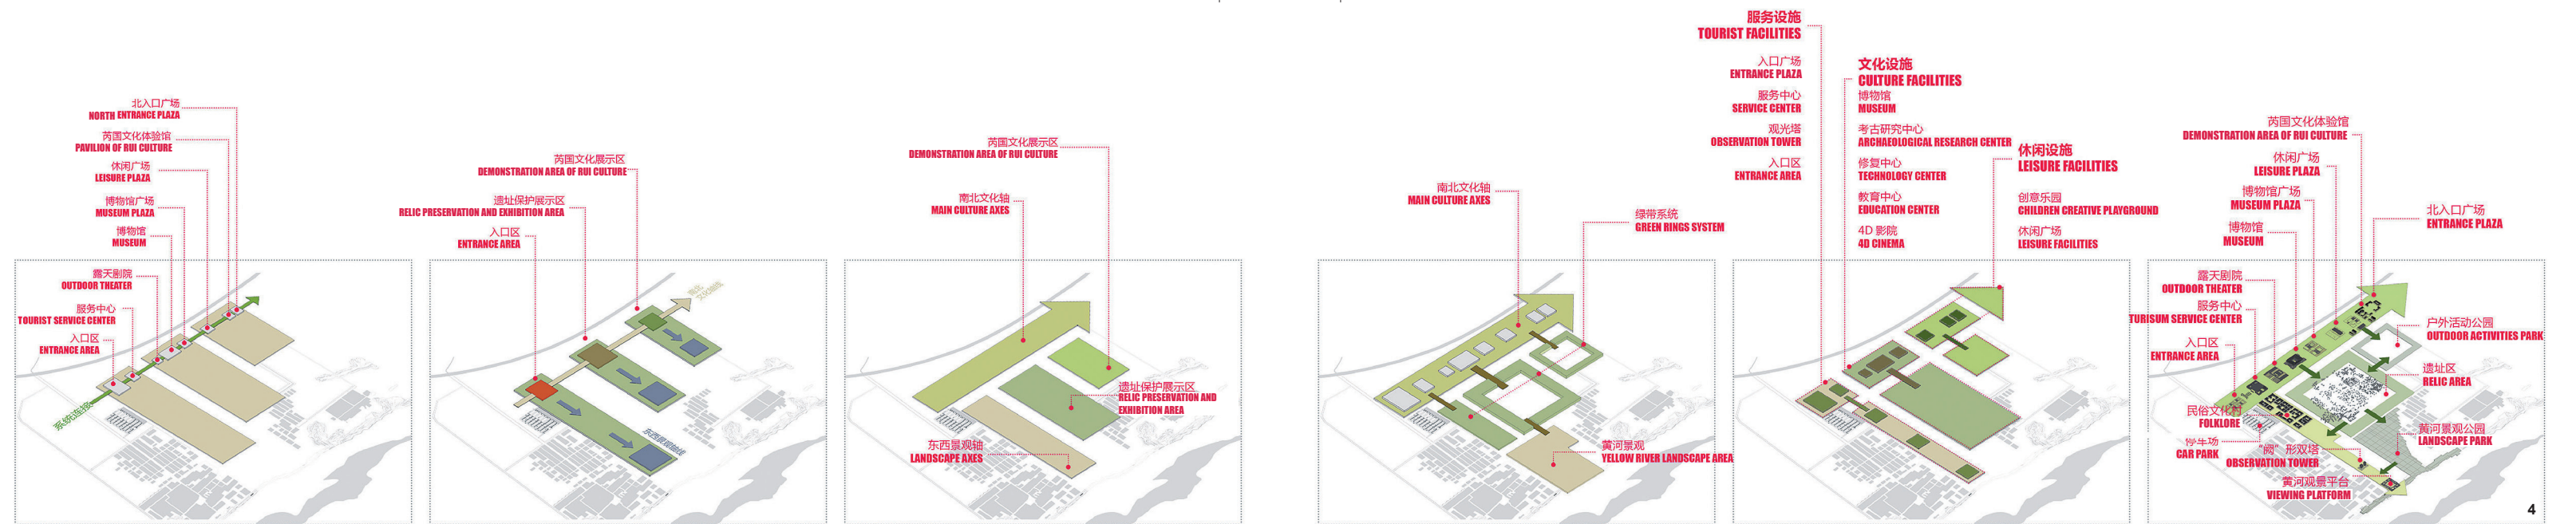 北入口广场
NORTH ENTRANCE PLAZA
芮国文化体验馆
PAVILION OF RUI CULTURE
休闲广场
LEISURE PLAZA
博物馆广场
MUSEUM PLAZA
博物馆
MUSEUM
露天剧院
OUTDOOR THEATER
服务中心
TOURIST SERVICE CENTER
入口区
ENTRANCE AREA
系统连接
芮国文化展示区
DEMONSTRATION AREA OF RUI CULTURE
遗址保护展示区
RELIC PRESERVATION AND EXHIBITION AREA
入口区
ENTRANCE AREA
芮国文化展示区
DEMONSTRATION AREA OF RUI CULTURE
南北文化轴
MAIN CULTURE AXES
遗址保护展示区
RELIC PRESERVATION AND
EXHIBITION AREA
东西景观轴
LANDSCAPE AXES
南北文化轴
MAIN CULTURE AXES
绿带系统
GREEN RINGS SYSTEM
黄河景观
YELLOW RIVER LANDSCAPE AREA
服务设施
TOURIST FACILITIES
入口广场
ENTRANCE PLAZA
服务中心
SERVICE CENTER
观光塔
OBSERVATION TOWER
入口区
ENTRANCE AREA
文化设施
CULTURE FACILITIES
博物馆
MUSEUM
考古研究中心
ARCHAEOLOGICAL RESEARCH CENTER
修复中心
TECHNOLOGY CENTER
教育中心
EDUCATION CENTER
4D 影院
4D CINEMA
休闲设施
LEISURE FACILITIES
创意乐园
CHILDREN CREATIVE PLAYGROUND
休闲广场
LEISURE FACILITIES
芮国文化体验馆
DEMONSTRATION AREA OF RUI CULTURE
休闲广场
LEISURE PLAZA
博物馆广场
MUSEUM PLAZA
博物馆
MUSEUM
露天剧院
OUTDOOR THEATER
服务中心
TURISUM SERVICE CENTER
入口区
ENTRANCE AREA
民俗文化村
FOLKLORE
停车场
CAR PARK
“阙”形双塔
OBSERVATION TOWER
黄河观景平台
VIEWING PLATFORM
北入口广场
ENTRANCE PLAZA
户外活动公园
OUTDOOR ACTIVITIES PARK
遗址区
RELIC AREA
黄河景观公园
LANDSCAPE PARK
4